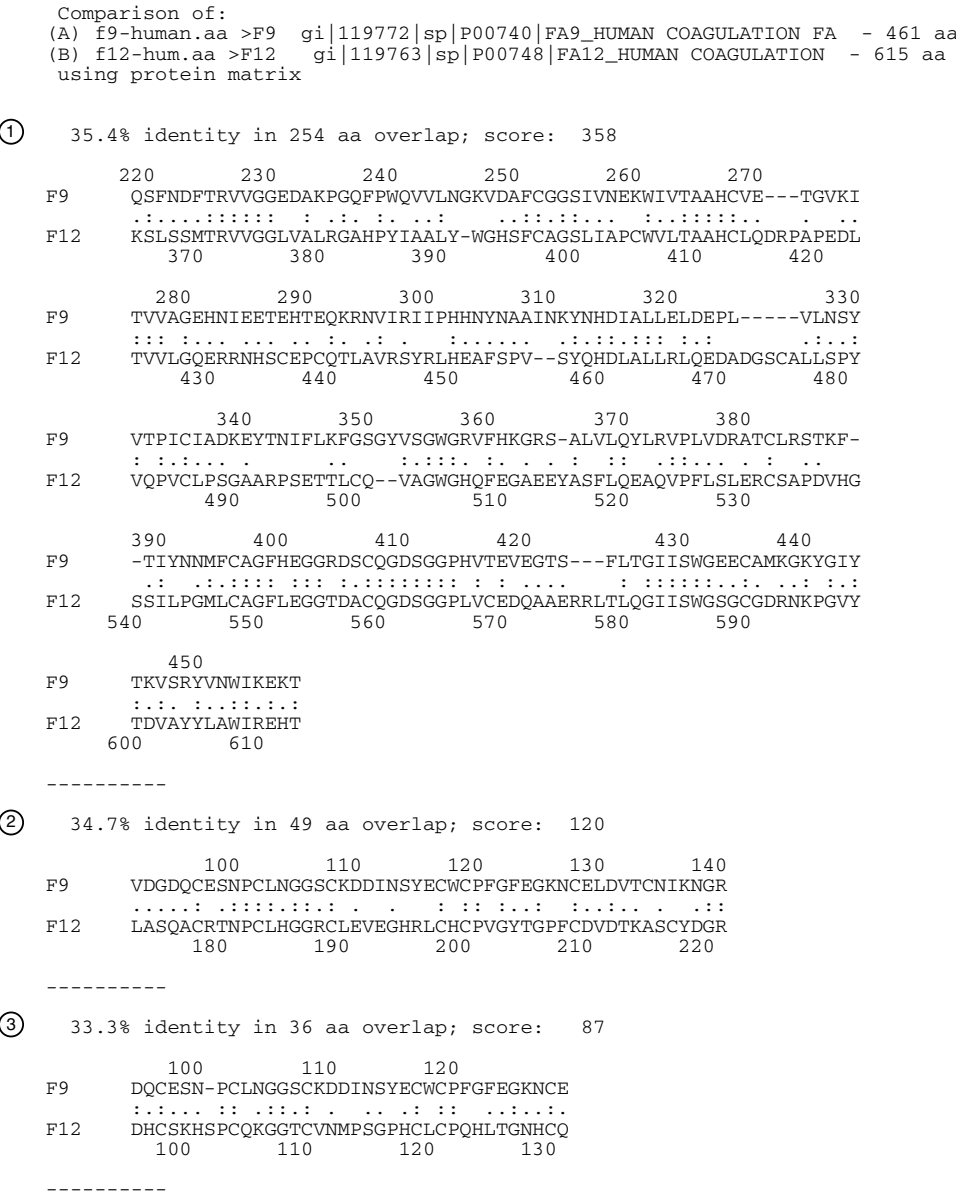 Comparison of:
(A) f9-human.aa >F9  gi|119772|sp|P00740|FA9_HUMAN COAGULATION FA  - 461 aa
(B) f12-hum.aa >F12   gi|119763|sp|P00748|FA12_HUMAN COAGULATION  - 615 aa
using protein matrix
① 35.4% identity in 254 aa overlap; score:  358
220 230 240 250 260 270
F9 QSFNDFTRVVGGEDAKPGQFPWQVVLNGKVDAFCGGSIVNEKWIVTAAHCVE---TGVKI
.:....:::::: : .:. :. ..: ..::.:::.. :..:::::.. . ..
F12 KSLSSMTRVVGGLVALRGAHPYIAALY-WGHSFCAGSLIAPCWVLTAAHCLQDRPAPEDL
370 380 390 400 410 420
280 290 300 310 320 330
F9 TVVAGEHNIEETEHTEQKRNVIRIIPHHNYNAAINKYNHDIALLELDEPL-----VLNSY
::: :... ... .. :. .:. . :...... .:.::.::: :.: .:..:
F12 TVVLGQERRNHSCEPCQTLAVRSYRLHEAFSPV--SYQHDLALLRLQEDADGSCALLSPY
430 440 450 460 470 480
340 350 360 370 380
F9 VTPICIADKEYTNIFLKFGSGYVSGWGRVFHKGRS-ALVLQYLRVPLVDRATCLRSTKF-
: :.:... . .. :.:::. :. . . : :: .::... . : ..
F12 VQPVCLPSGAARPSETTLCQ--VAGWGHQFEGAEEYASFLQEAQVPFLSLERCSAPDVHG
490 500 510 520 530
390 400 410 420 430 440
F9 -TIYNNMFCAGFHEGGRDSCQGDSGGPHVTEVEGTS---FLTGIISWGEECAMKGKYGIY
.: .:.:::: ::: :.:::::::: : : .... : ::::::..:. ..: :.:
F12 SSILPGMLCAGFLEGGTDACQGDSGGPLVCEDQAAERRLTLQGIISWGSGCGDRNKPGVY
540 550 560 570 580 590
450
F9 TKVSRYVNWIKEKT
:.:. :..::.:.:
F12 TDVAYYLAWIREHT
600 610
----------
② 34.7% identity in 49 aa overlap; score:  120
100 110 120 130 140
F9 VDGDQCESNPCLNGGSCKDDINSYECWCPFGFEGKNCELDVTCNIKNGR
.....: .::::.::.: . . : :: :..: :..:.. . .::
F12 LASQACRTNPCLHGGRCLEVEGHRLCHCPVGYTGPFCDVDTKASCYDGR
180 190 200 210 220
----------
③ 33.3% identity in 36 aa overlap; score:   87
100 110 120
F9 DQCESN-PCLNGGSCKDDINSYECWCPFGFEGKNCE
:.:... :: .::.: . .. .: :: ..:.:.
F12 DHCSKHSPCQKGGTCVNMPSGPHCLCPQHLTGNHCQ
100 110 120 130
----------